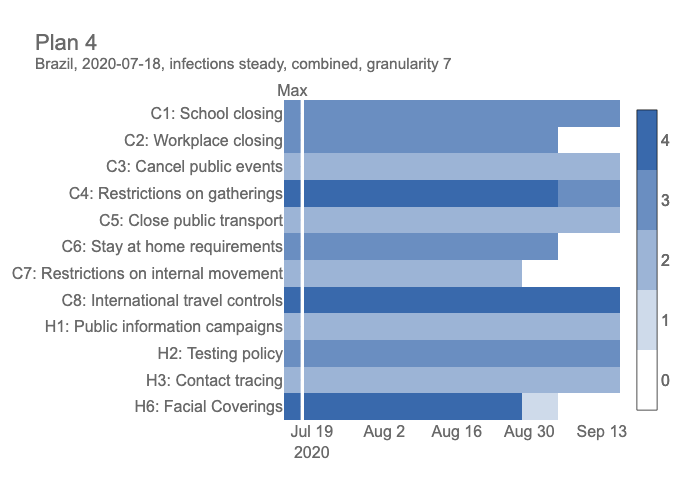 Plan 4
Brazil, 2020-07-18, infections steady, combined, granularity 7
Max
C1: School closing
C2: Workplace closing
C3: Cancel public events
C4: Restrictions on gatherings
C5: Close public transport
C6: Stay at home requirements
C7: Restrictions on internal movement
C8: International travel controls
H1: Public information campaigns
H2: Testing policy
H3: Contact tracing
H6: Facial Coverings
4
3
2
1
0
Jul 19 Aug 2 Aug 16 Aug 30 Sep 13
2020